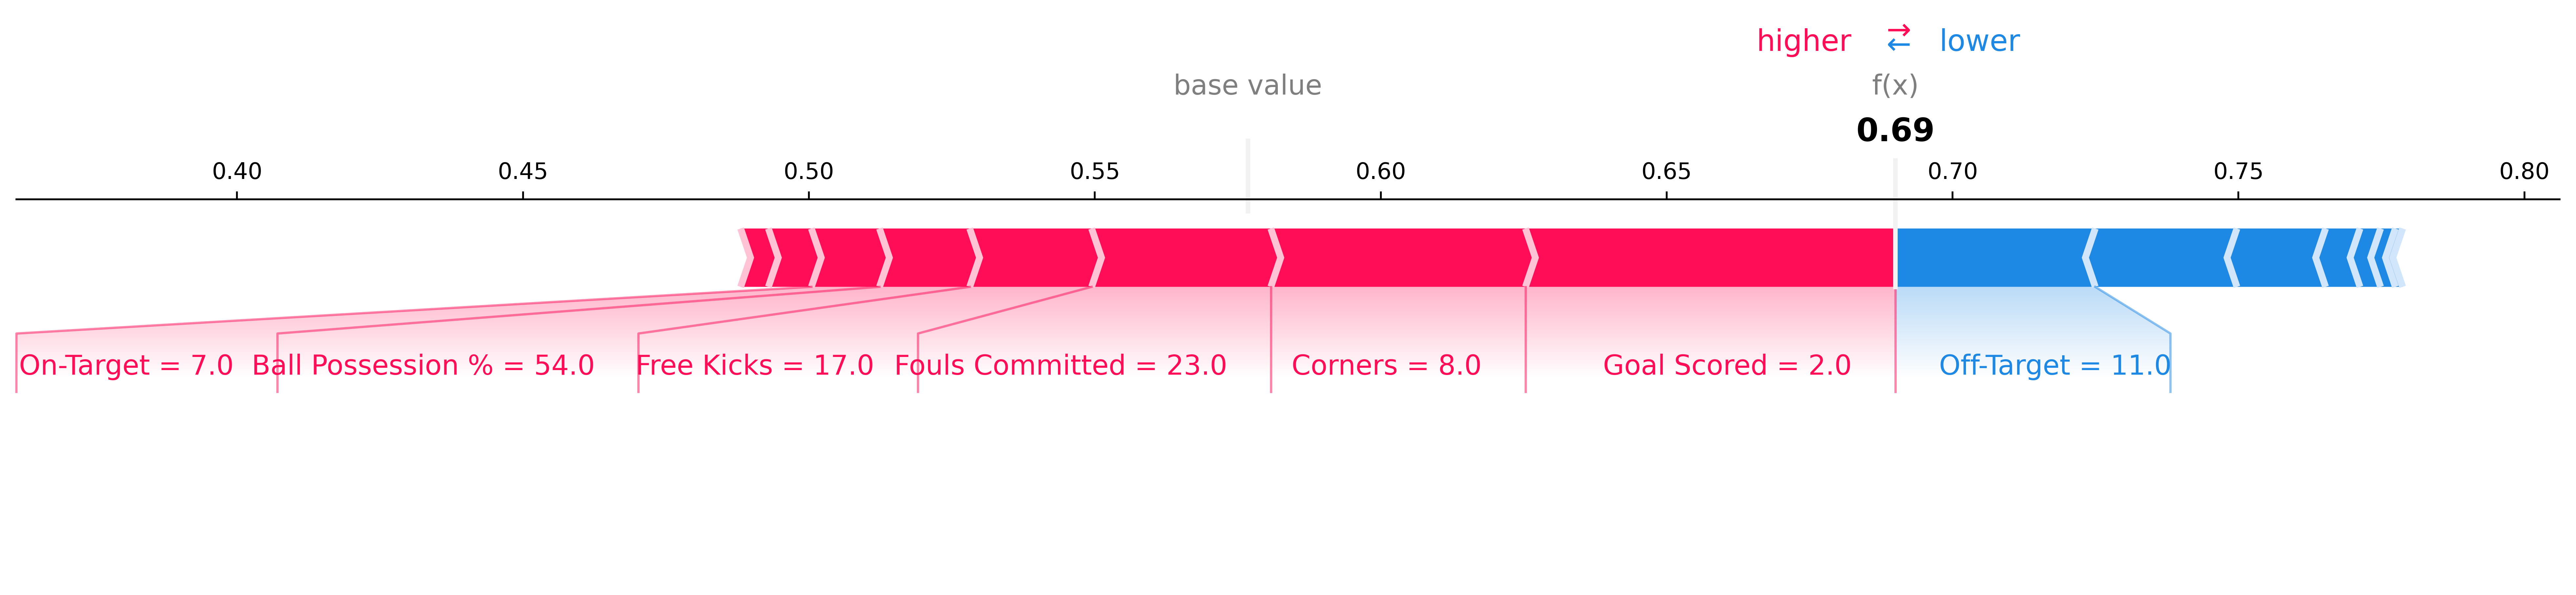 higher ⇄ lower
base value f(x)
0.69
0.40 0.45 0.50 0.55 0.60 0.65 0.70 0.75 0.80
On-Target = 7.0 Ball Possession % = 54.0 Free Kicks = 17.0 Fouls Committed = 23.0 Corners = 8.0 Goal Scored = 2.0 Off-Target = 11.0